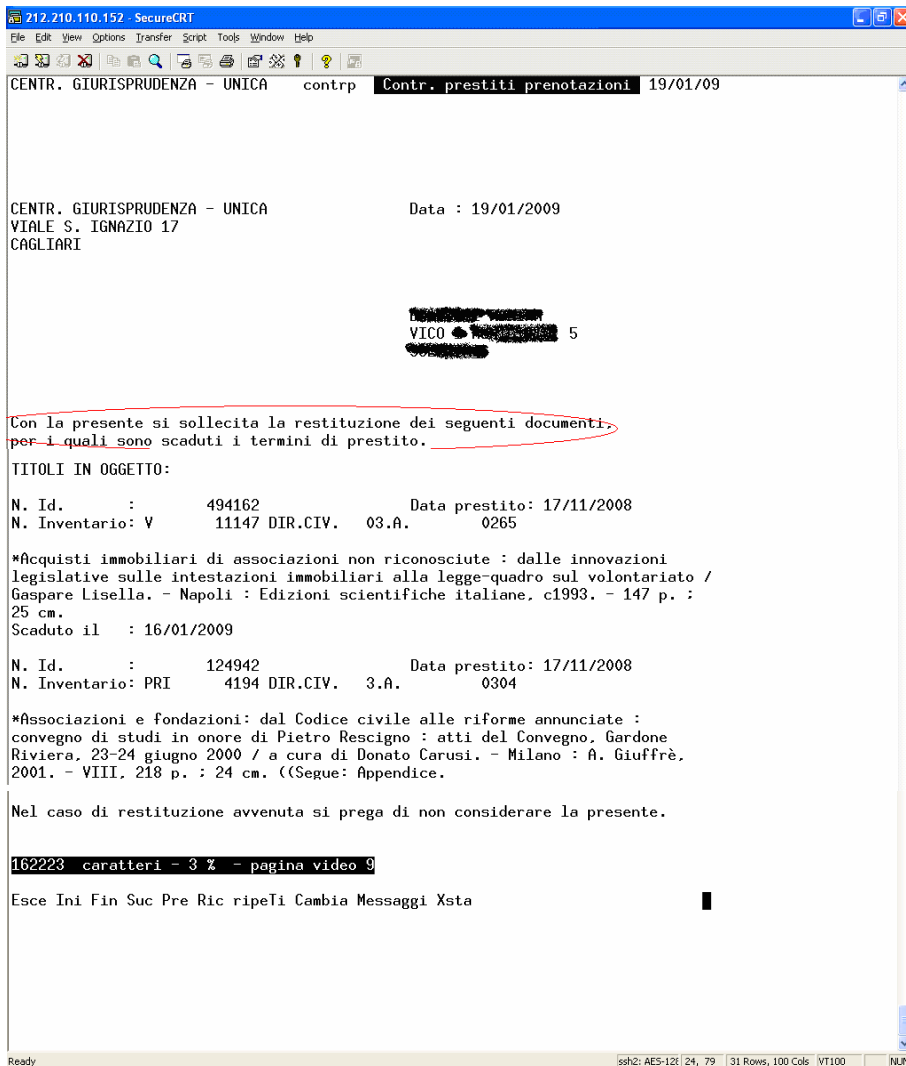 212.210.110.152 - SecureCRT
File Edit View Options Transfer Script Tools Window Help
CENTR. GIURISPRUDENZA - UNICA contrp Contr. prestiti prenotazioni 19/01/09
CENTR. GIURISPRUDENZA - UNICA Data : 19/01/2009
VIALE S. IGNAZIO 17
CAGLIARI
VICO 5
Con la presente si sollecita la restituzione dei seguenti documenti,
per i quali sono scaduti i termini di prestito.
TITOLI IN OGGETTO:
N. Id. : 494162 Data prestito: 17/11/2008
N. Inventario: V 11147 DIR.CIV. 03.A. 0265
*Acquisti immobiliari di associazioni non riconosciute : dalle innovazioni
legislative sulle intestazioni immobiliari alla legge-quadro sul volontariato /
Gaspare Lisella. - Napoli : Edizioni scientifiche italiane, c1993. - 147 p. ;
25 cm.
Scaduto il : 16/01/2009
N. Id. : 124942 Data prestito: 17/11/2008
N. Inventario: PRI 4194 DIR.CIV. 3.A. 0304
*Associazioni e fondazioni: dal Codice civile alle riforme annunciate :
convegno di studi in onore di Pietro Rescigno : atti del Convegno, Gardone
Riviera, 23-24 giugno 2000 / a cura di Donato Carusi. - Milano : A. Giuffrè,
2001. - VIII, 218 p. ; 24 cm. ((Segue: Appendice.
Nel caso di restituzione avvenuta si prega di non considerare la presente.
162223 caratteri - 3 % - pagina video 9
Esce Ini Fin Suc Pre Ric ripeTi Cambia Messaggi Xsta
Ready ssh2: AES-128 24, 79 31 Rows, 100 Cols VT100 NUM